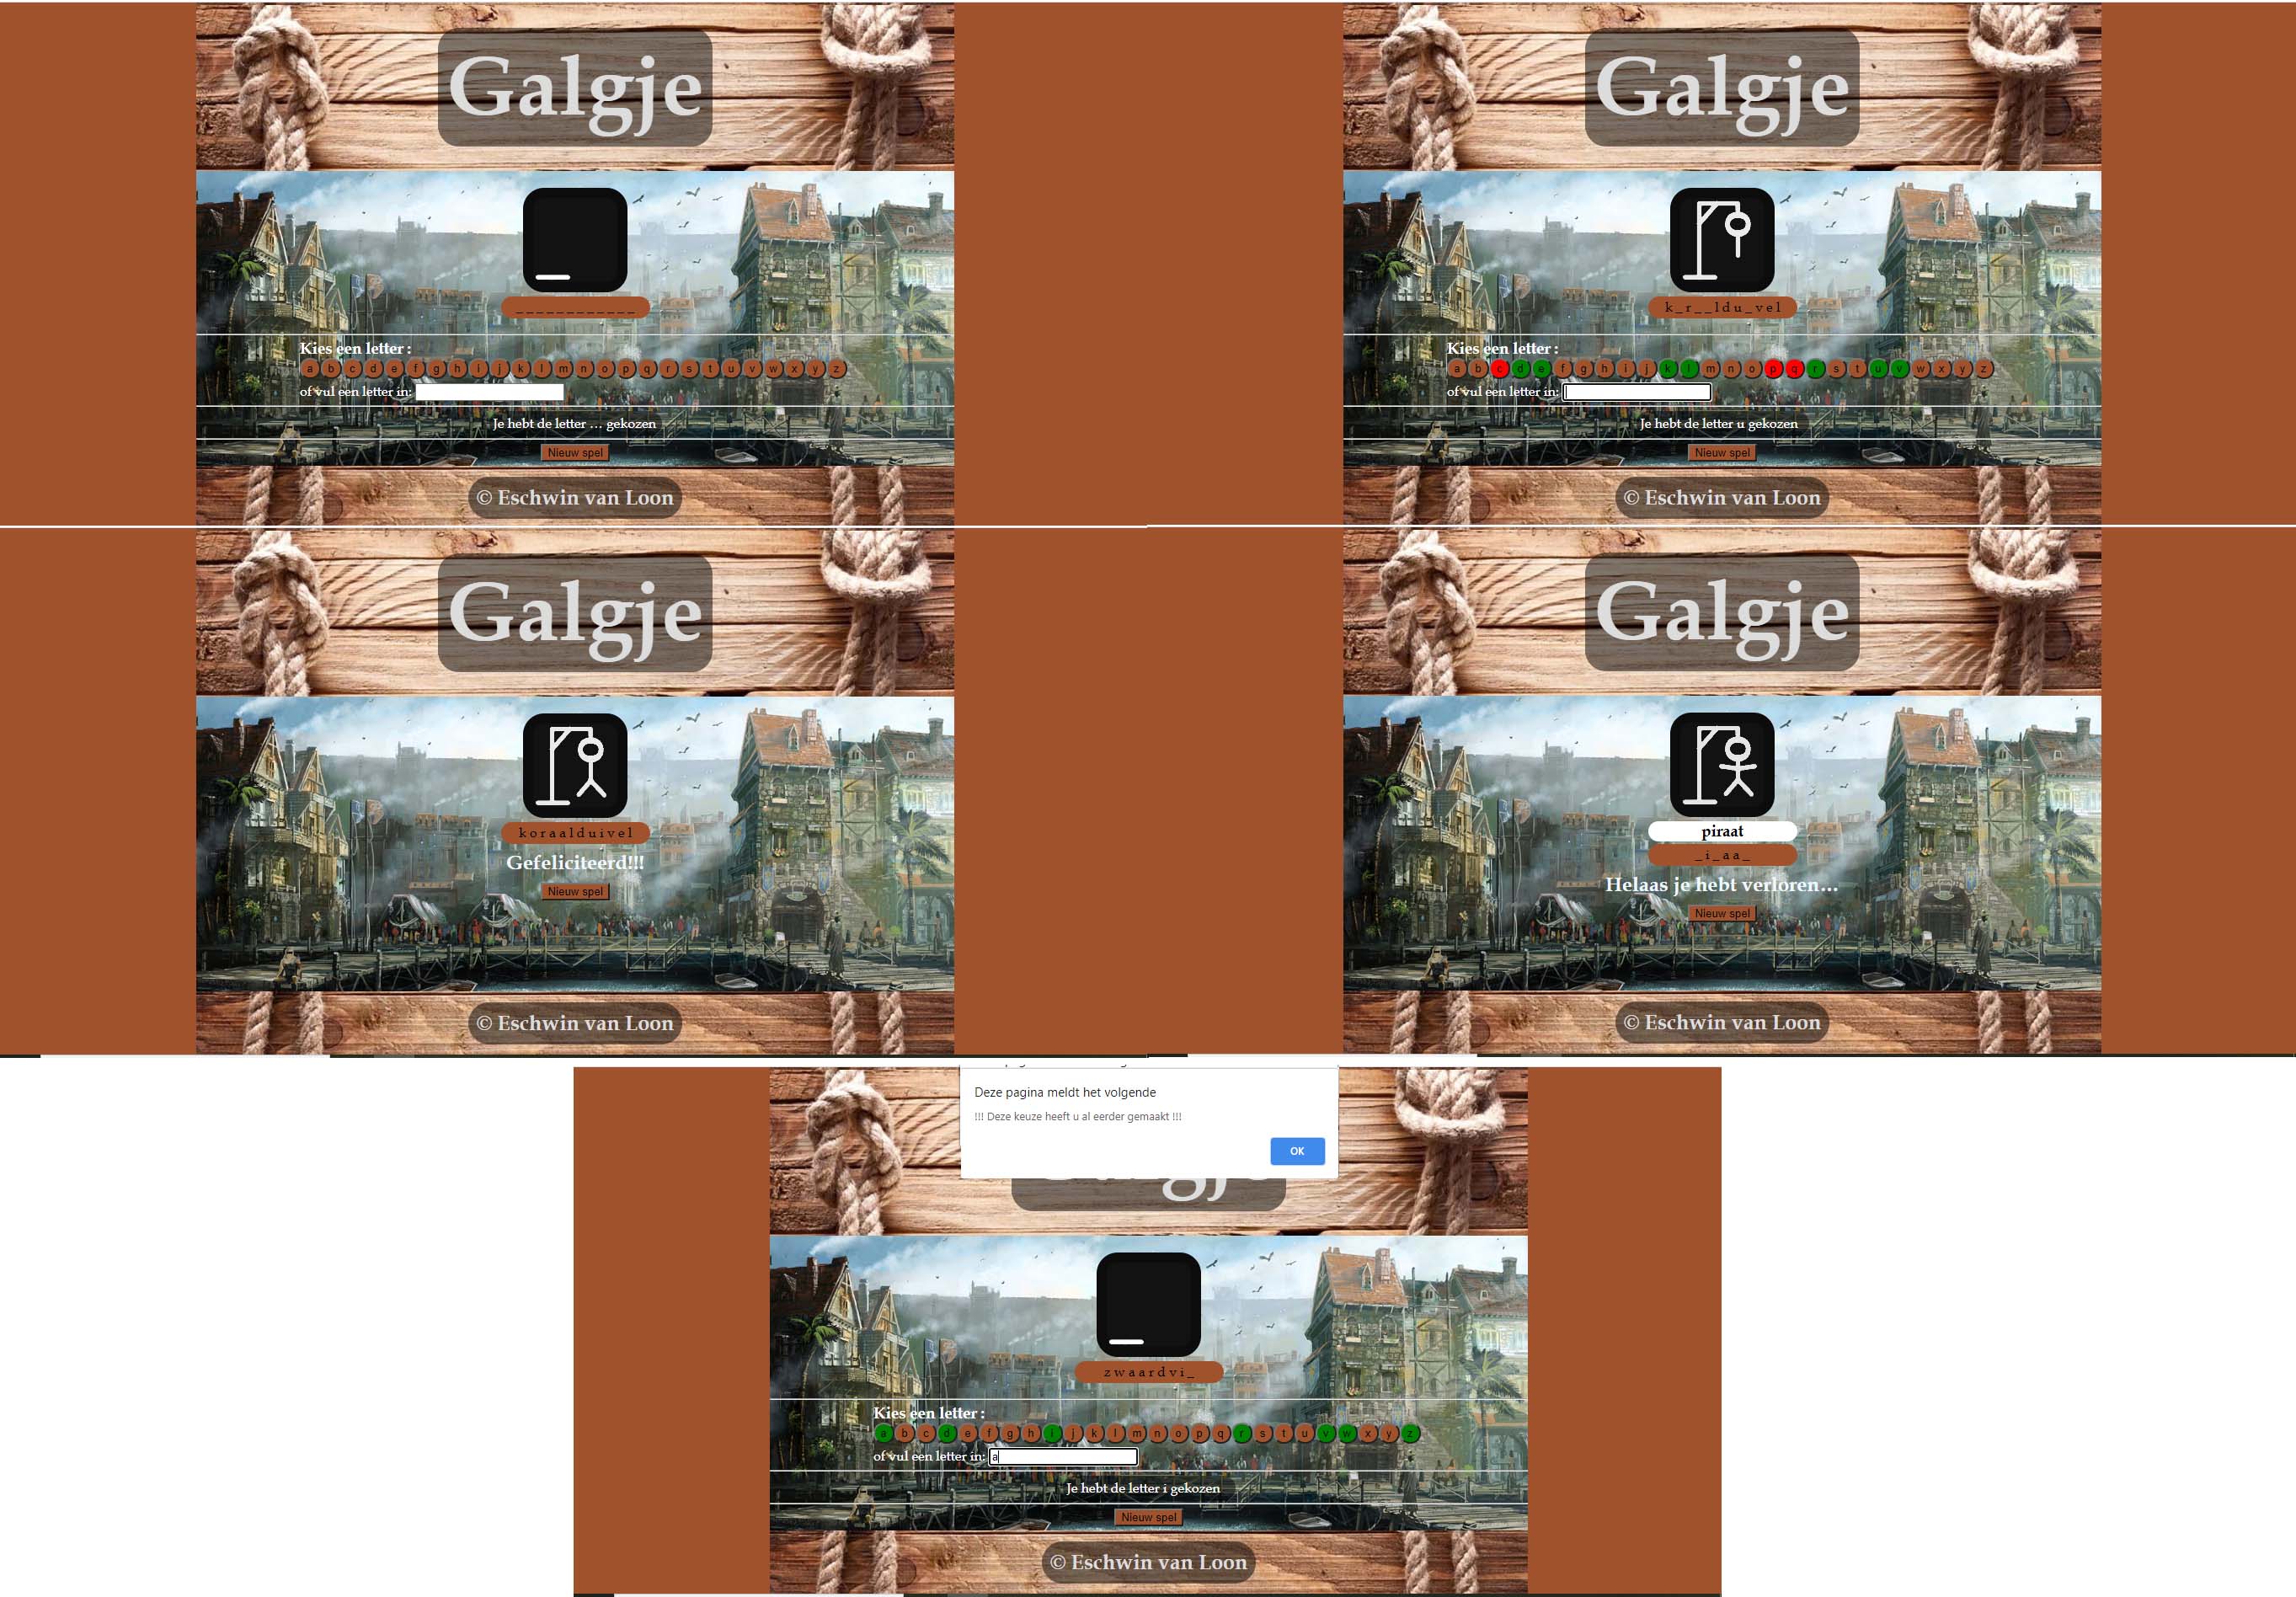 Galgje
_ _ _ _ _ _ _ _ _ _ _ _
Kies een letter :
a b c d e f g h i j k l m n o p q r s t u v w x y z
of vul een letter in:
Je hebt de letter ... gekozen
Nieuw spel
© Eschwin van Loon
Galgje
k _ r _ _ l d u _ v e l
Kies een letter :
a b c d e f g h i j k l m n o p q r s t u v w x y z
of vul een letter in:
Je hebt de letter u gekozen
Nieuw spel
© Eschwin van Loon
Galgje
k o r a a l d u i v e l
Gefeliciteerd!!!
Nieuw spel
© Eschwin van Loon
Galgje
piraat
_ i _ a a _
Helaas je hebt verloren...
Nieuw spel
© Eschwin van Loon
Deze pagina meldt het volgende
!!! Deze keuze heeft u al eerder gemaakt !!!
OK
z w a a r d v i _
Kies een letter :
a b c d e f g h i j k l m n o p q r s t u v w x y z
of vul een letter in: a
Je hebt de letter i gekozen
Nieuw spel
© Eschwin van Loon